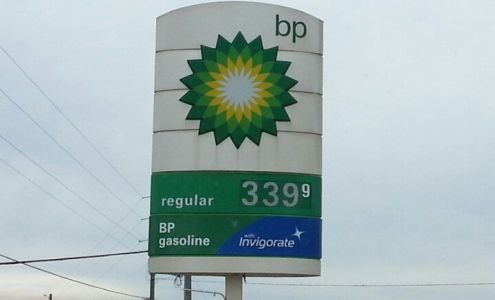 bp
regular 339 9
BP
gasoline
with
Invigorate